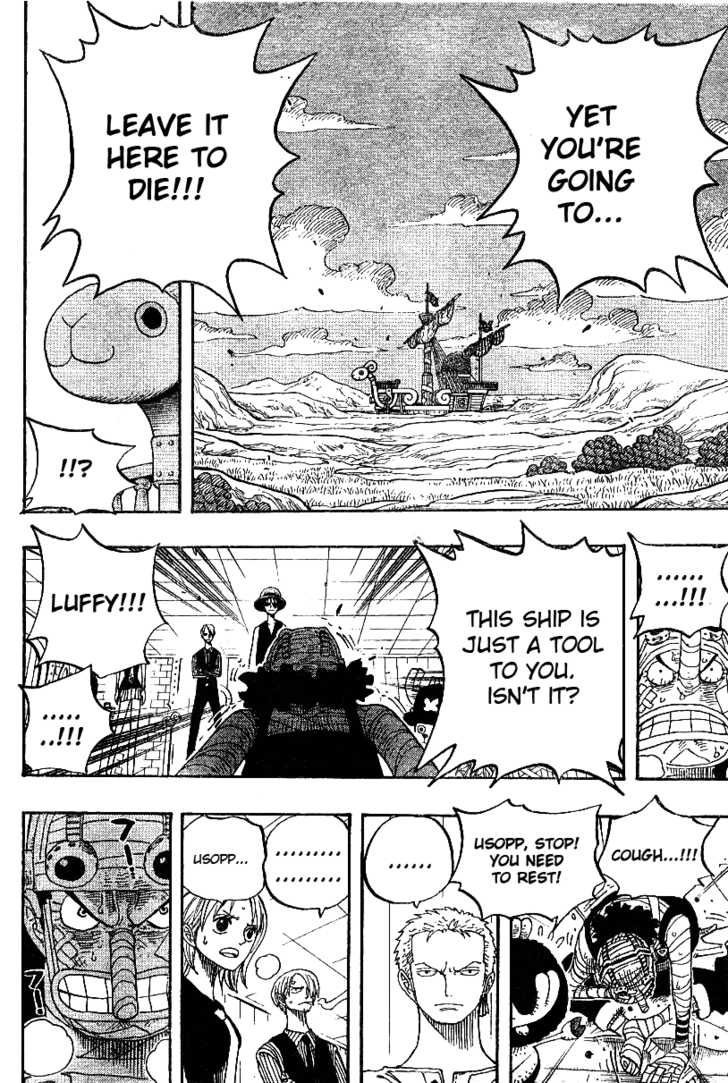 YET
YOU'RE
GOING
TO...
LEAVE IT
HERE TO
DIE!!!
!!?
......
...!!!
THIS SHIP IS
JUST A TOOL
TO YOU.
ISN'T IT?
LUFFY!!!
......
..!!!
COUGH...!!!
USOPP, STOP!
YOU NEED
TO REST!
......
.........
.........
USOPP...